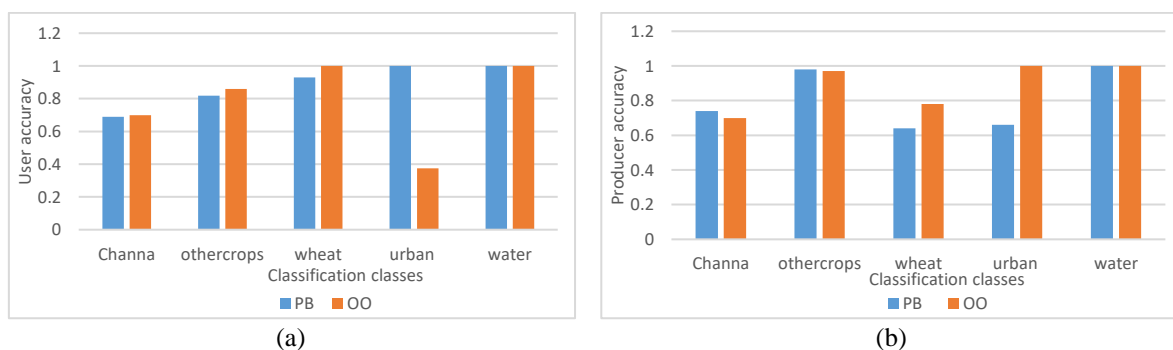 1.2
1
0.8
0.6
0.4
0.2
0
User accuracy
Channa othercrops wheat urban water
Classification classes
PB OO
(a)
1.2
1
0.8
0.6
0.4
0.2
0
Producer accuracy
Channa othercrops wheat urban water
Classification classes
PB OO
(b)